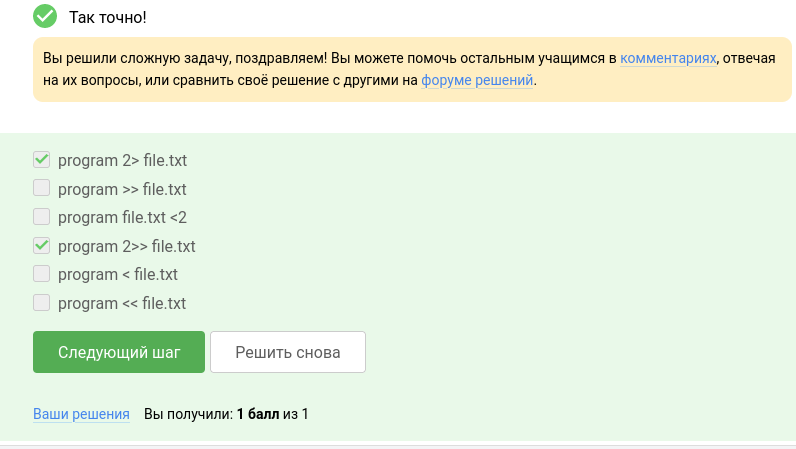 Так точно!
Вы решили сложную задачу, поздравляем! Вы можете помочь остальным учащимся в комментариях, отвечая
на их вопросы, или сравнить своё решение с другими на форуме решений.
program 2> file.txt
program >> file.txt
program file.txt <2
program 2>> file.txt
program < file.txt
program << file.txt
Следующий шаг
Решить снова
Ваши решения Вы получили: 1 балл из 1